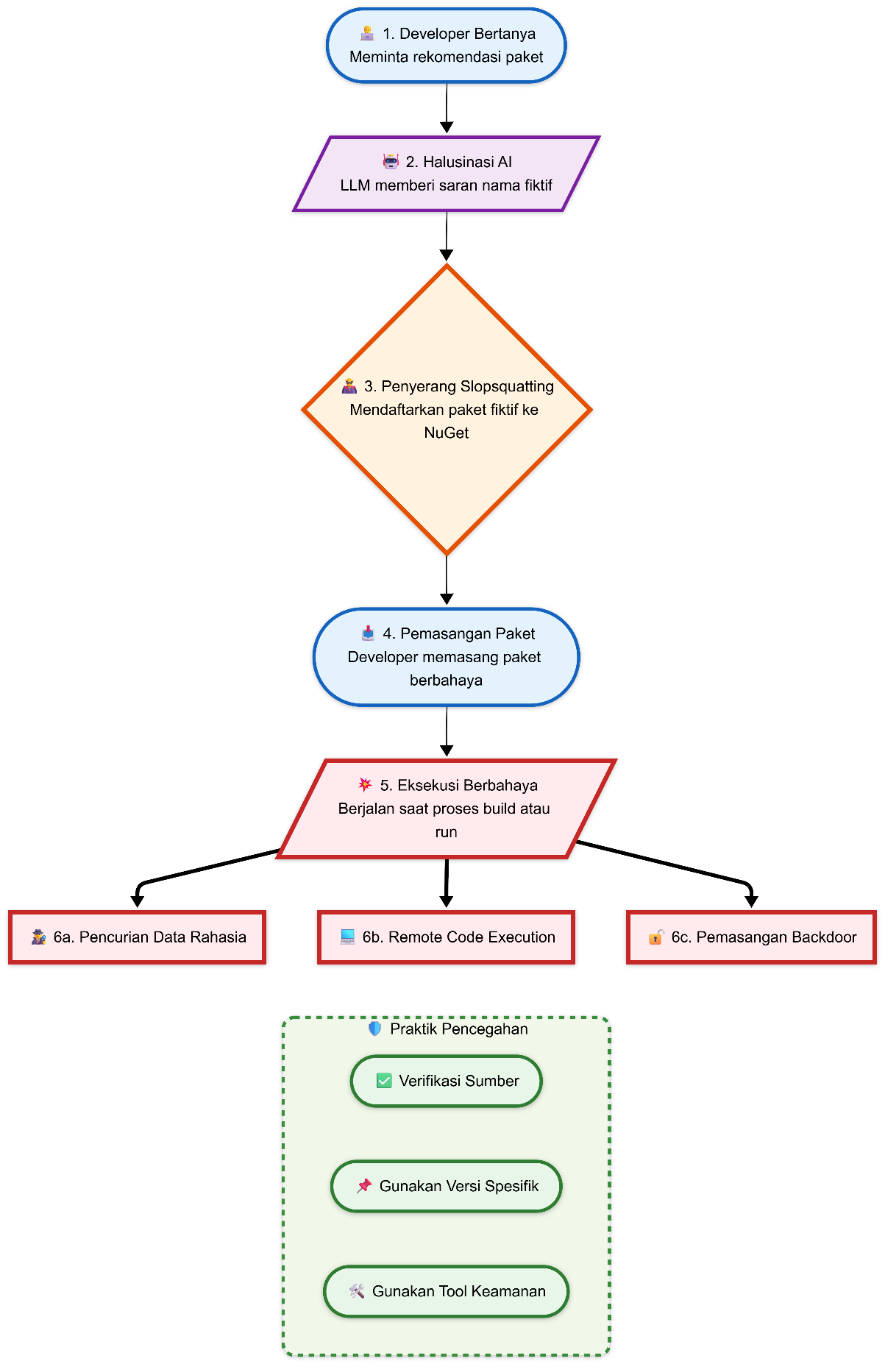 1. Developer Bertanya
Meminta rekomendasi paket
2. Halusinasi AI
LLM memberi saran nama fiktif
3. Penyerang Slopsquatting
Mendaftarkan paket fiktif ke
NuGet
4. Pemasangan Paket
Developer memasang paket
berbahaya
5. Eksekusi Berbahaya
Berjalan saat proses build atau
run
6a. Pencurian Data Rahasia
6b. Remote Code Execution
6c. Pemasangan Backdoor
Praktik Pencegahan
Verifikasi Sumber
Gunakan Versi Spesifik
Gunakan Tool Keamanan